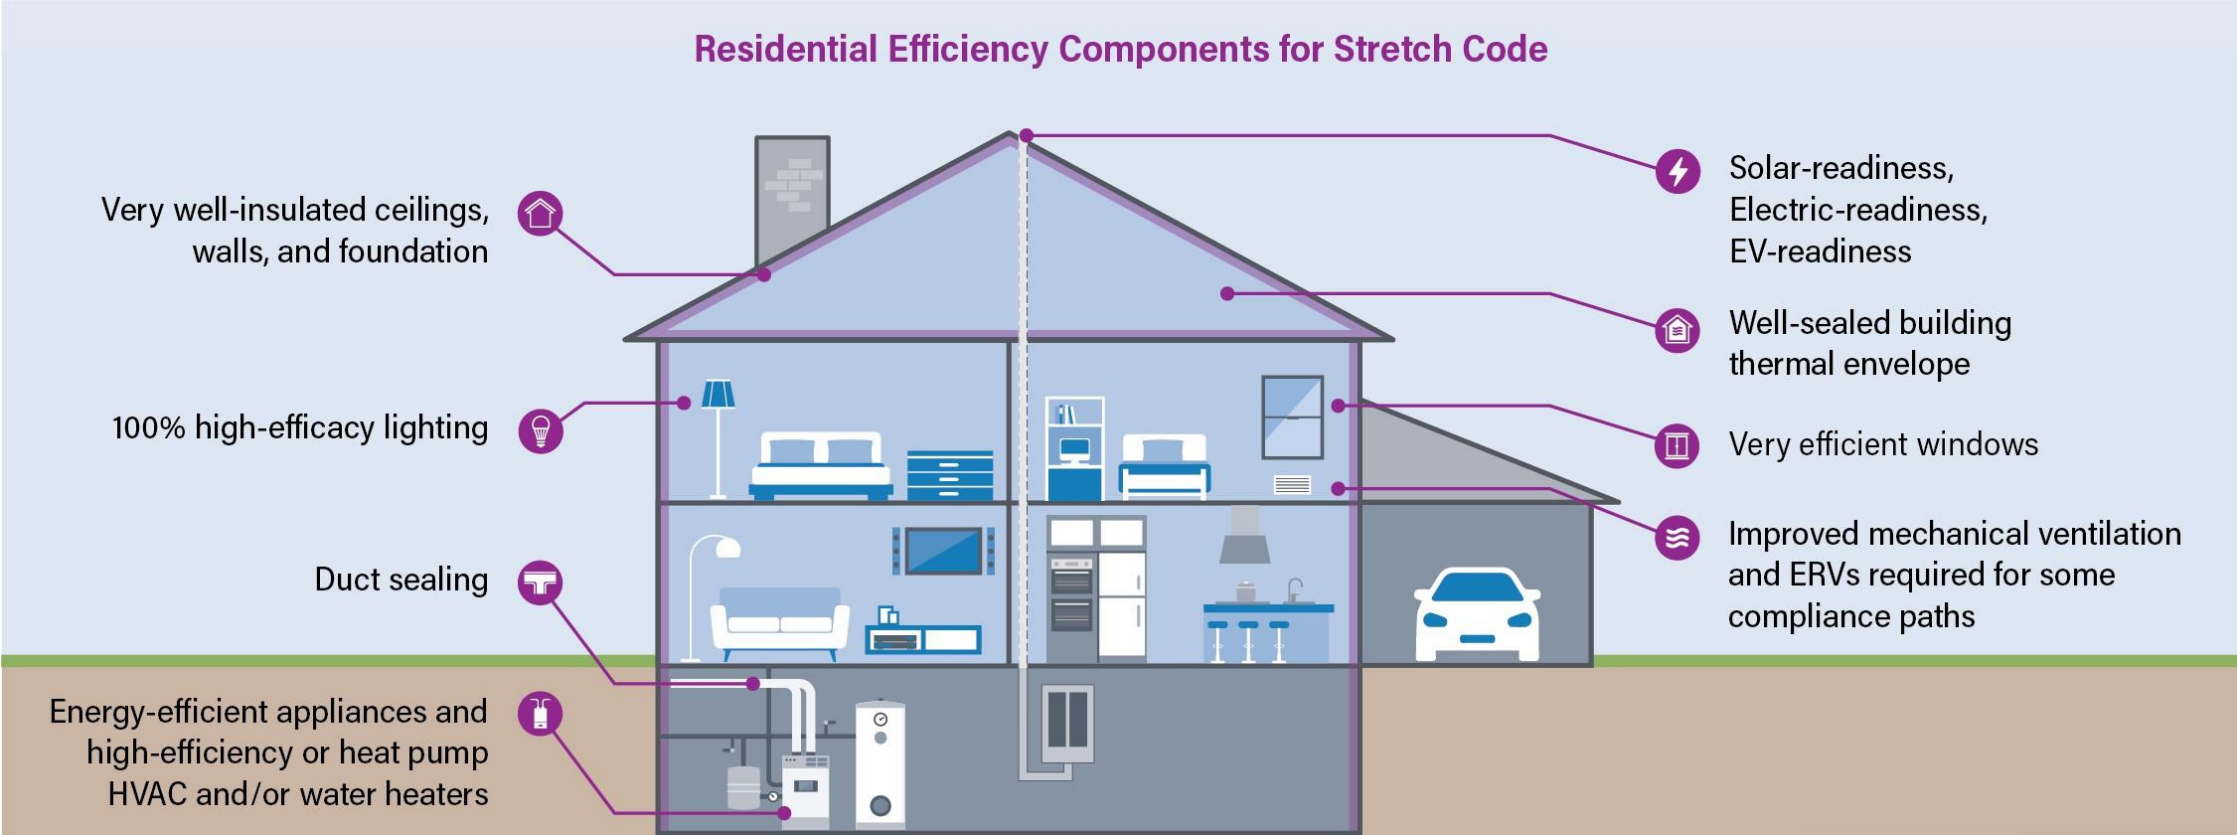 Residential Efficiency Components for Stretch Code
Very well-insulated ceilings,
walls, and foundation
100% high-efficacy lighting
Duct sealing
Energy-efficient appliances and
high-efficiency or heat pump
HVAC and/or water heaters
Solar-readiness,
Electric-readiness,
EV-readiness
Well-sealed building
thermal envelope
Very efficient windows
Improved mechanical ventilation
and ERVs required for some
compliance paths